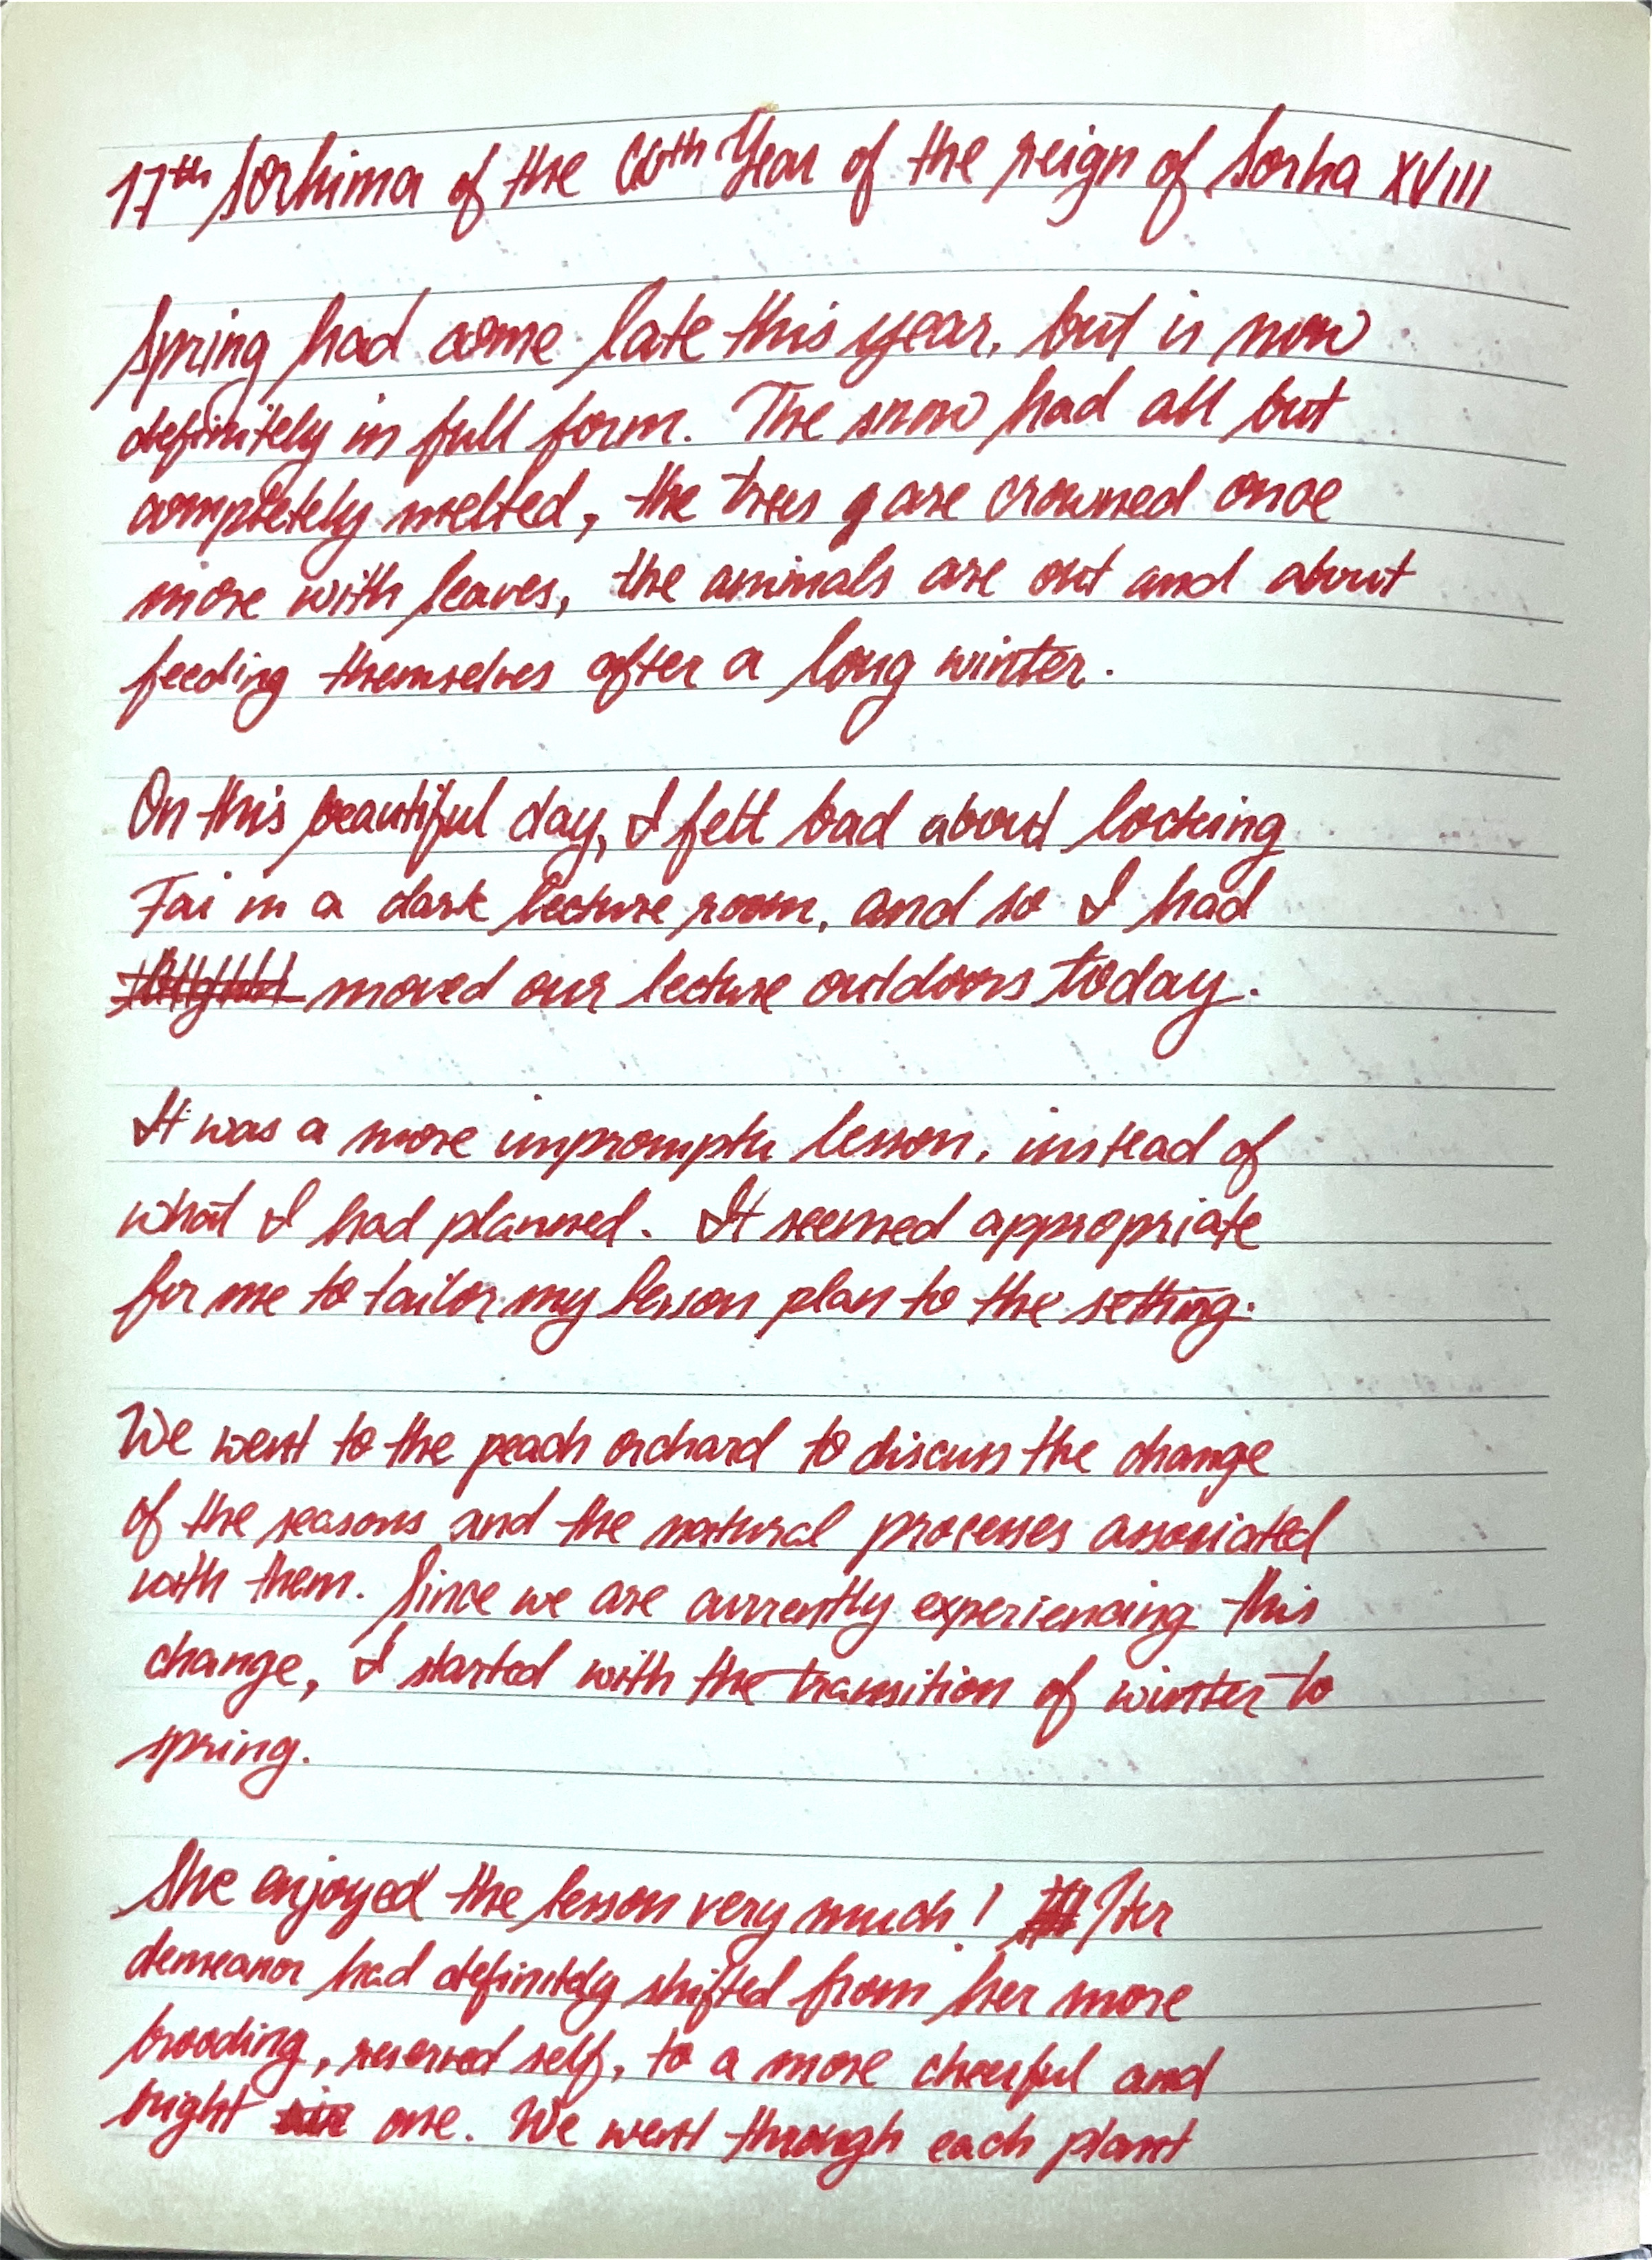 17th Sorhima of the 60th Year of the reign of Sorha XVIII
Spring had come late this year, but is now
definitely in full form. The snow had all but
completely melted, the trees are crowned once
more with leaves, the animals are out and about
feeding themselves after a long winter.
On this beautiful day, I felt bad about locking
Fai in a dark lecture room, and so I had
moved our lecture outdoors today.
It was a more impromptu lesson, instead of
what I had planned. It seemed appropriate
for me to tailor my lesson plan to the setting.
We went to the peach orchard to discuss the change
of the seasons and the natural processes associated
with them. Since we are currently experiencing this
change, I started with the transition of winter to
spring.
She enjoyed the lesson very much! Her
demeanor had definitely shifted from her more
brooding, reserved self, to a more cheerful and
bright one. We went through each plant